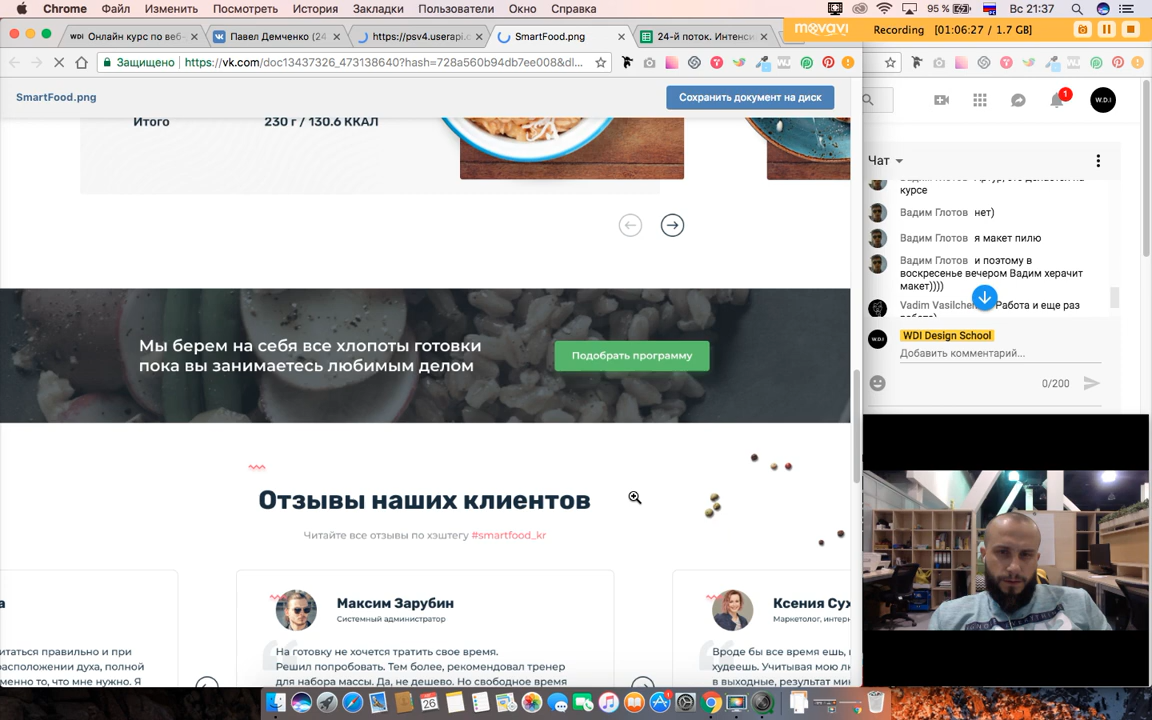 Chrome Файл Изменить Посмотреть История Закладки Пользователи Окно Справка
95 % Вс 21:37
WDI Онлайн курс по веб-
Павел Демченко (24
https://psv4.userapi.c
SmartFood.png
24-й поток. Интенси
movavi
Recording [01:06:27 / 1.7 GB]
Защищено https://vk.com/doc13437326_473138640?hash=728a560b94db7ee008&dl...
SmartFood.png
Сохранить документ на диск
1
W.D.I
Итого 230 г / 130.6 ККАЛ
Чат
курсе
Вадим Глотов нет)
Вадим Глотов я макет пилю
Вадим Глотов и поэтому в
воскресенье вечером Вадим херачит
макет))))
Работа и еще раз
WDI Design School
Добавить комментарий...
0/200
Мы берем на себя все хлопоты готовки
пока вы занимаетесь любимым делом
Подобрать программу
Отзывы наших клиентов
Читайте все отзывы по хэштегу #smartfood_kr
Максим Зарубин
Системный администратор
Ксения
Маркетолог,
На готовку не хочется тратить свое время.
Решил попробовать. Тем более, рекомендовал тренер
для набора массы. Да, не дешево. Но свободное время
Вроде бы все время ешь,
худеешь. Учитывая мою
в выходные, результат
питаться правильно и при
расположении духа, полной
именно то, что мне нужно. Я